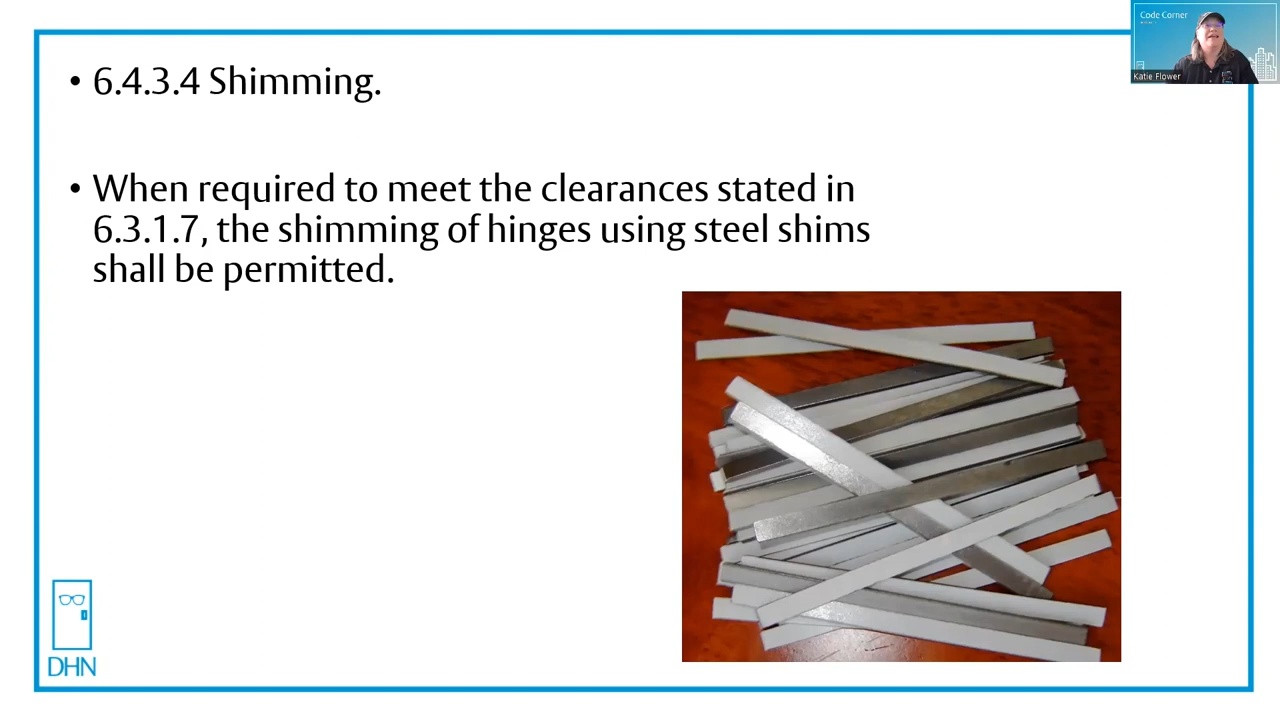 Code Corner
Katie Flower
• 6.4.3.4 Shimming.
• When required to meet the clearances stated in
6.3.1.7, the shimming of hinges using steel shims
shall be permitted.
DHN